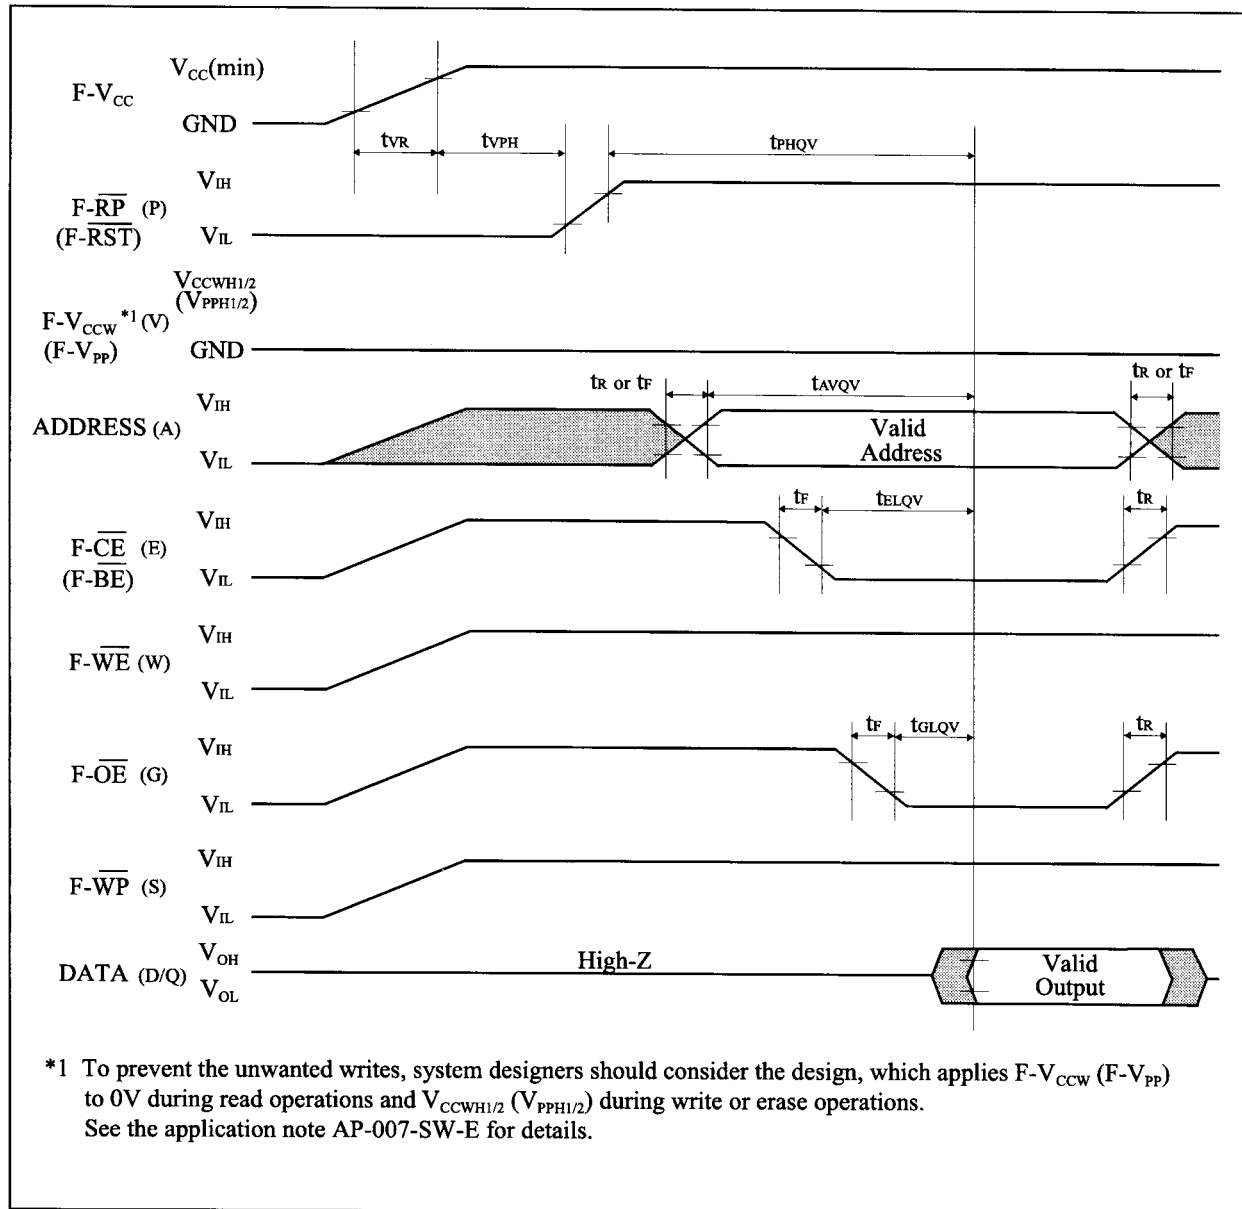 VCC(min)
F-VCC
GND
tVR
tVPH
tPHQV
VIH
F-RP (P)
(F-RST)
VIL
VCCWH1/2
(VPPH1/2)
F-VCCW *1 (V)
(F-VPP)
GND
tR or tF
tAVQV
tR or tF
VIH
ADDRESS (A)
Valid
Address
VIL
tF
tELQV
tR
VIH
F-CE (E)
(F-BE)
VIL
VIH
F-WE (W)
VIL
tF
tGLQV
tR
VIH
F-OE (G)
VIL
VIH
F-WP (S)
VIL
VOH
High-Z
Valid
DATA (D/Q)
Output
VOL
*1 To prevent the unwanted writes, system designers should consider the design, which applies F-VCCW (F-VPP)
to 0V during read operations and VCCWH1/2 (VPPH1/2) during write or erase operations.
See the application note AP-007-SW-E for details.